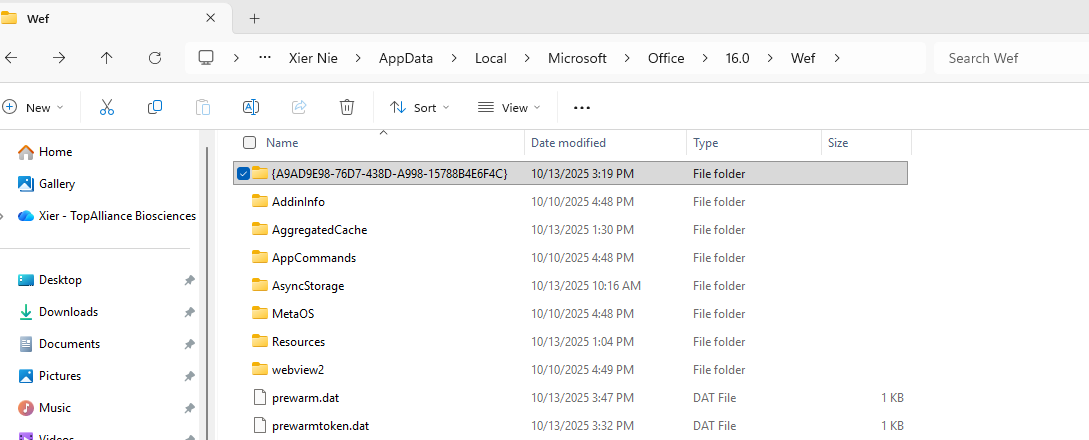 Wef
Xier Nie > AppData > Local > Microsoft > Office > 16.0 > Wef >
Search Wef
New
Sort
View
Home
Gallery
Xier - TopAlliance Biosciences
Desktop
Downloads
Documents
Pictures
Music
Videos
Name Date modified Type Size
{A9AD9E98-76D7-438D-A998-15788B4E6F4C} 10/13/2025 3:19 PM File folder
AddinInfo 10/10/2025 4:48 PM File folder
AggregatedCache 10/13/2025 1:30 PM File folder
AppCommands 10/10/2025 4:48 PM File folder
AsyncStorage 10/13/2025 10:16 AM File folder
MetaOS 10/10/2025 4:48 PM File folder
Resources 10/13/2025 1:04 PM File folder
webview2 10/10/2025 4:49 PM File folder
prewarm.dat 10/13/2025 3:47 PM DAT File 1 KB
prewarmtoken.dat 10/13/2025 3:32 PM DAT File 1 KB